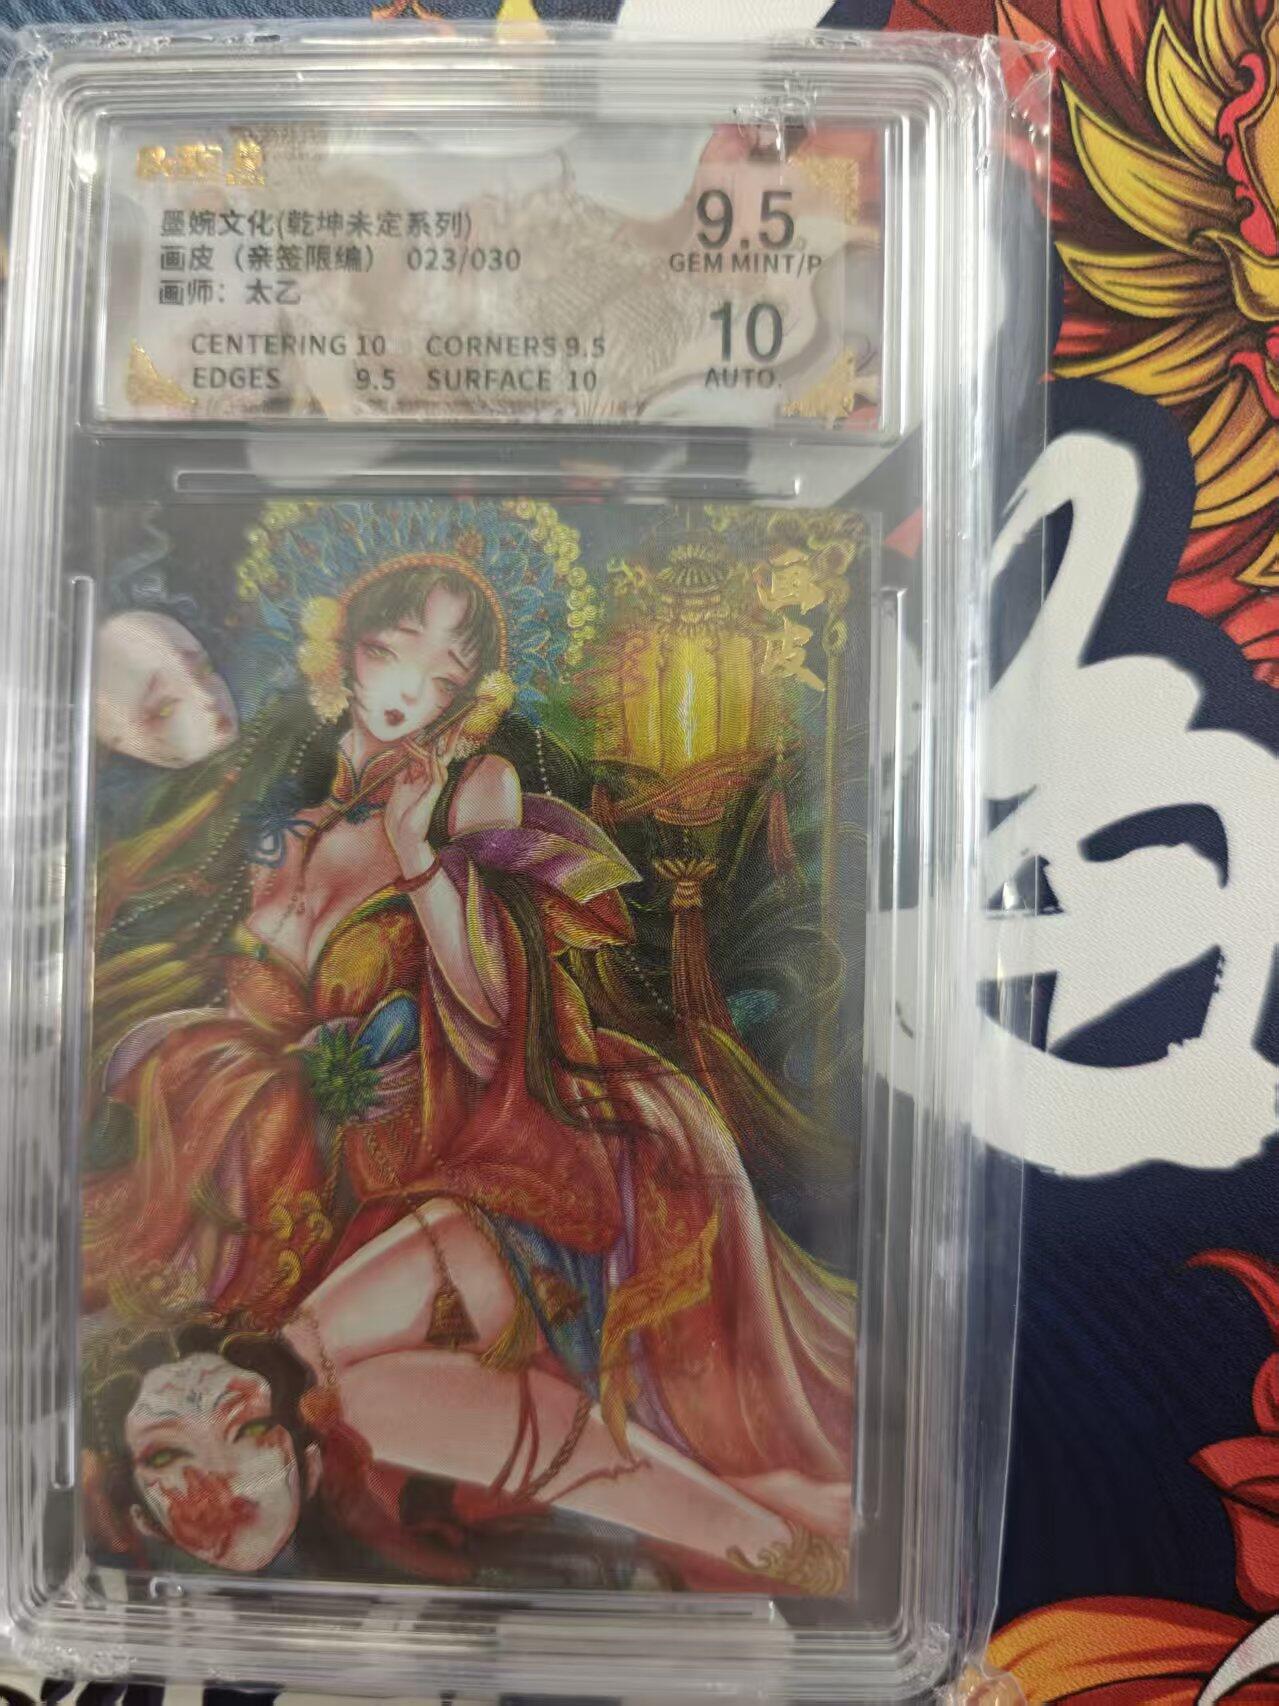 墨婉文化(乾坤未定系列)
画皮（亲签限编） 023/030
画师：太乙
CENTERING 10 CORNERS 9.5
EDGES 9.5 SURFACE 10
9.5
GEM MINT/P
10
AUTO.
画皮